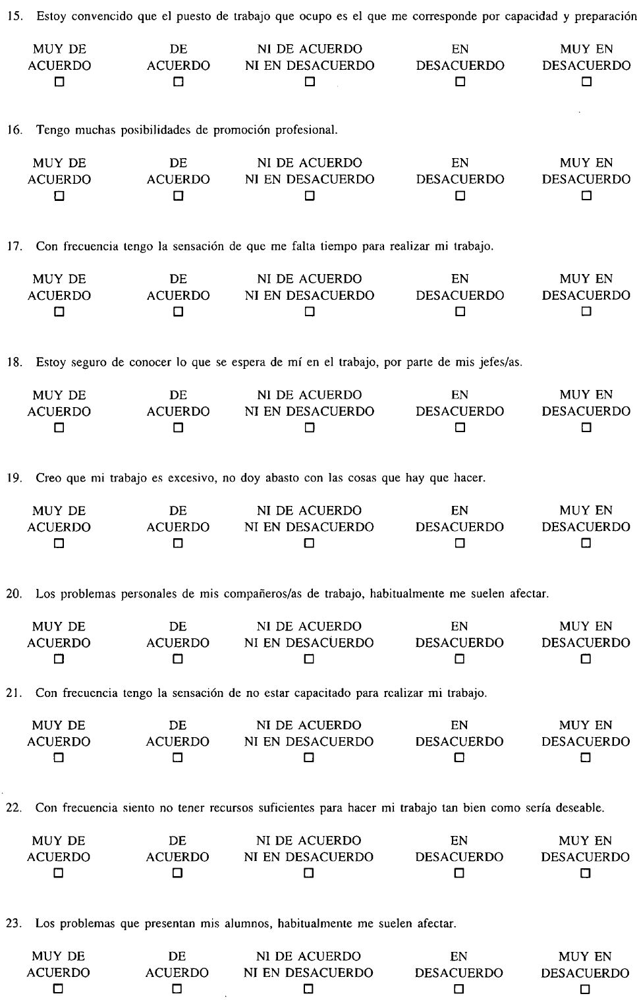 15. Estoy convencido que el puesto de trabajo que ocupo es el que me corresponde por capacidad y preparación
MUY DE DE NI DE ACUERDO EN MUY EN
ACUERDO ACUERDO NI EN DESACUERDO DESACUERDO DESACUERDO
☐ ☐ ☐ ☐ ☐
16. Tengo muchas posibilidades de promoción profesional.
MUY DE DE NI DE ACUERDO EN MUY EN
ACUERDO ACUERDO NI EN DESACUERDO DESACUERDO DESACUERDO
☐ ☐ ☐ ☐ ☐
17. Con frecuencia tengo la sensación de que me falta tiempo para realizar mi trabajo.
MUY DE DE NI DE ACUERDO EN MUY EN
ACUERDO ACUERDO NI EN DESACUERDO DESACUERDO DESACUERDO
☐ ☐ ☐ ☐ ☐
18. Estoy seguro de conocer lo que se espera de mí en el trabajo, por parte de mis jefes/as.
MUY DE DE NI DE ACUERDO EN MUY EN
ACUERDO ACUERDO NI EN DESACUERDO DESACUERDO DESACUERDO
☐ ☐ ☐ ☐ ☐
19. Creo que mi trabajo es excesivo, no doy abasto con las cosas que hay que hacer.
MUY DE DE NI DE ACUERDO EN MUY EN
ACUERDO ACUERDO NI EN DESACUERDO DESACUERDO DESACUERDO
☐ ☐ ☐ ☐ ☐
20. Los problemas personales de mis compañeros/as de trabajo, habitualmente me suelen afectar.
MUY DE DE NI DE ACUERDO EN MUY EN
ACUERDO ACUERDO NI EN DESACUERDO DESACUERDO DESACUERDO
☐ ☐ ☐ ☐ ☐
21. Con frecuencia tengo la sensación de no estar capacitado para realizar mi trabajo.
MUY DE DE NI DE ACUERDO EN MUY EN
ACUERDO ACUERDO NI EN DESACUERDO DESACUERDO DESACUERDO
☐ ☐ ☐ ☐ ☐
22. Con frecuencia siento no tener recursos suficientes para hacer mi trabajo tan bien como sería deseable.
MUY DE DE NI DE ACUERDO EN MUY EN
ACUERDO ACUERDO NI EN DESACUERDO DESACUERDO DESACUERDO
☐ ☐ ☐ ☐ ☐
23. Los problemas que presentan mis alumnos, habitualmente me suelen afectar.
MUY DE DE NI DE ACUERDO EN MUY EN
ACUERDO ACUERDO NI EN DESACUERDO DESACUERDO DESACUERDO
☐ ☐ ☐ ☐ ☐